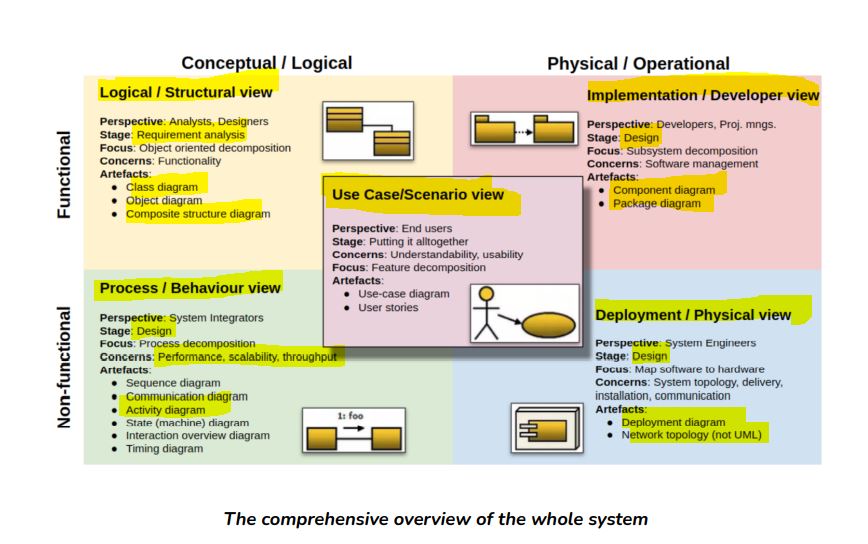 Conceptual / Logical
Physical / Operational
Functional
Logical / Structural view
Perspective: Analysts, Designers
Stage: Requirement analysis
Focus: Object oriented decomposition
Concerns: Functionality
Artefacts:
● Class diagram
● Object diagram
● Composite structure diagram
Implementation / Developer view
Perspective: Developers, Proj. mngs.
Stage: Design
Focus: Subsystem decomposition
Concerns: Software management
Artefacts:
● Component diagram
● Package diagram
Use Case/Scenario view
Perspective: End users
Stage: Putting it alltogether
Concerns: Understandability, usability
Focus: Feature decomposition
Artefacts:
● Use-case diagram
● User stories
Non-functional
Process / Behaviour view
Perspective: System Integrators
Stage: Design
Focus: Process decomposition
Concerns: Performance, scalability, throughput
Artefacts:
● Sequence diagram
● Communication diagram
● Activity diagram
● State (machine) diagram
● Interaction overview diagram
● Timing diagram
1: foo
Deployment / Physical view
Perspective: System Engineers
Stage: Design
Focus: Map software to hardware
Concerns: System topology, delivery,
installation, communication
Artefacts:
● Deployment diagram
● Network topology (not UML)
The comprehensive overview of the whole system